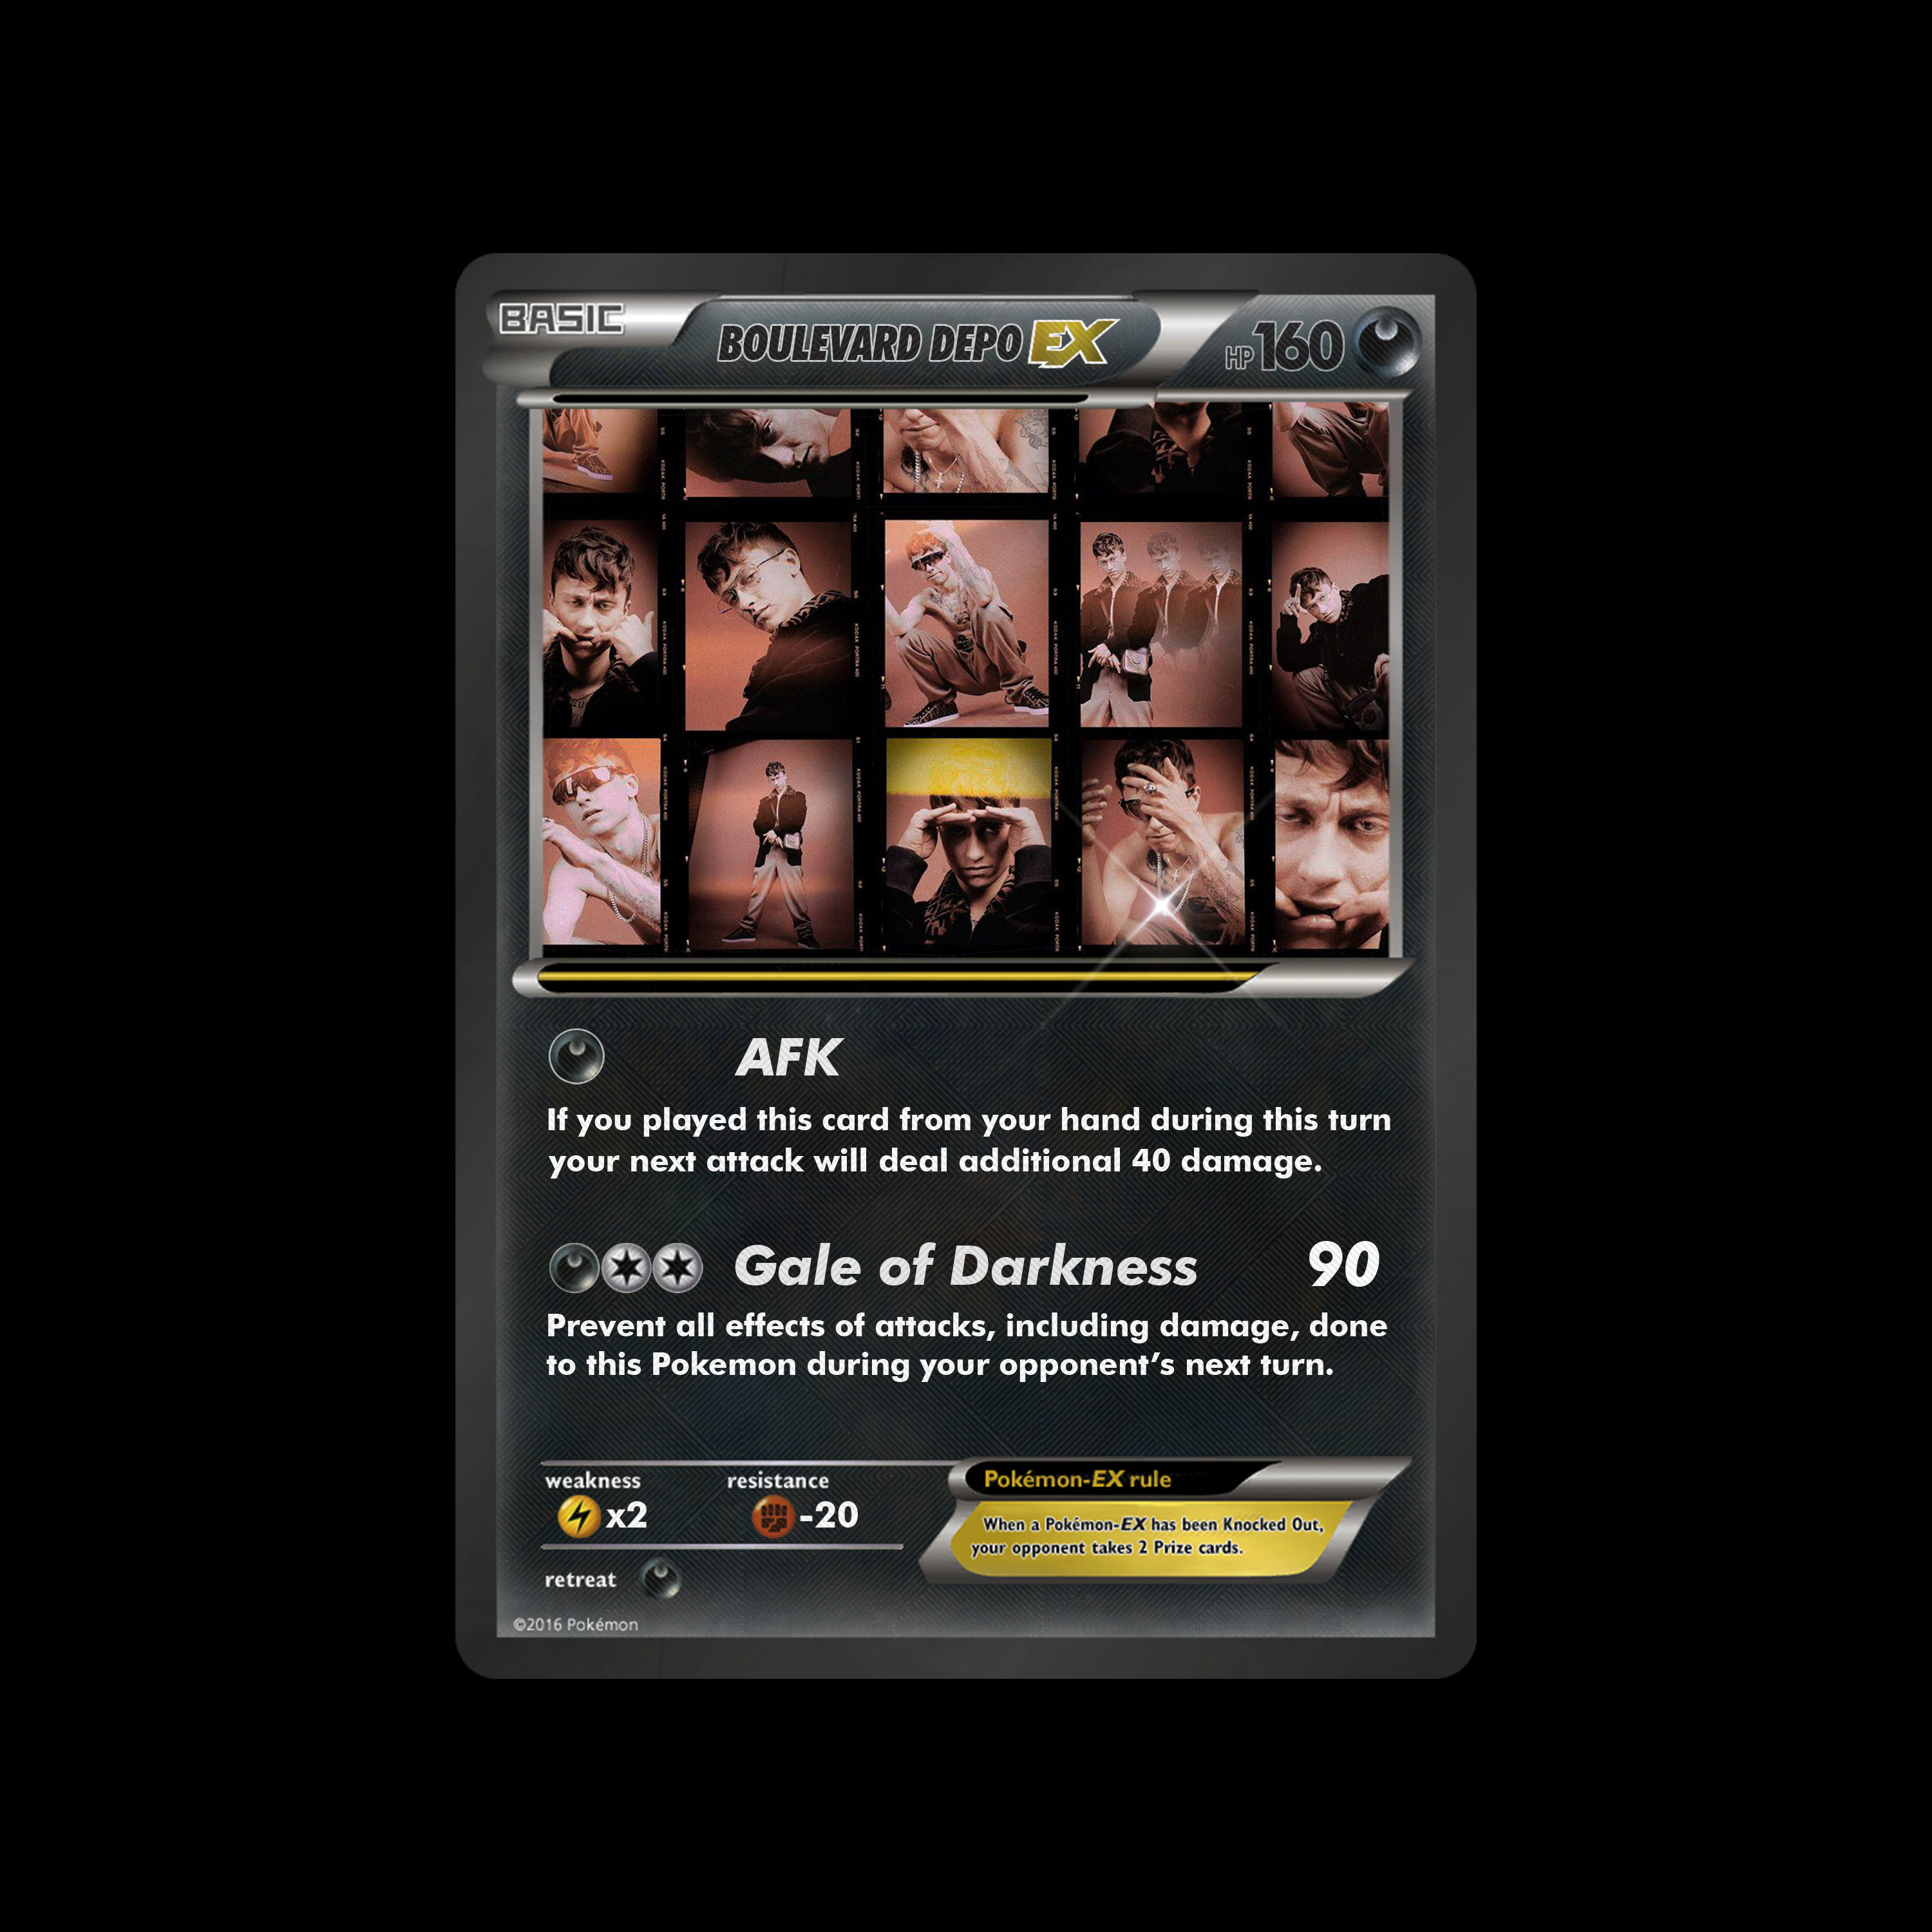 BASIC
BOULEVARD DEPO EX
HP 160
AFK
If you played this card from your hand during this turn
your next attack will deal additional 40 damage.
Gale of Darkness 90
Prevent all effects of attacks, including damage, done
to this Pokemon during your opponent’s next turn.
weakness resistance
x2 -20
retreat
Pokémon-EX rule
When a Pokémon-EX has been Knocked Out,
your opponent takes 2 Prize cards.
©2016 Pokémon